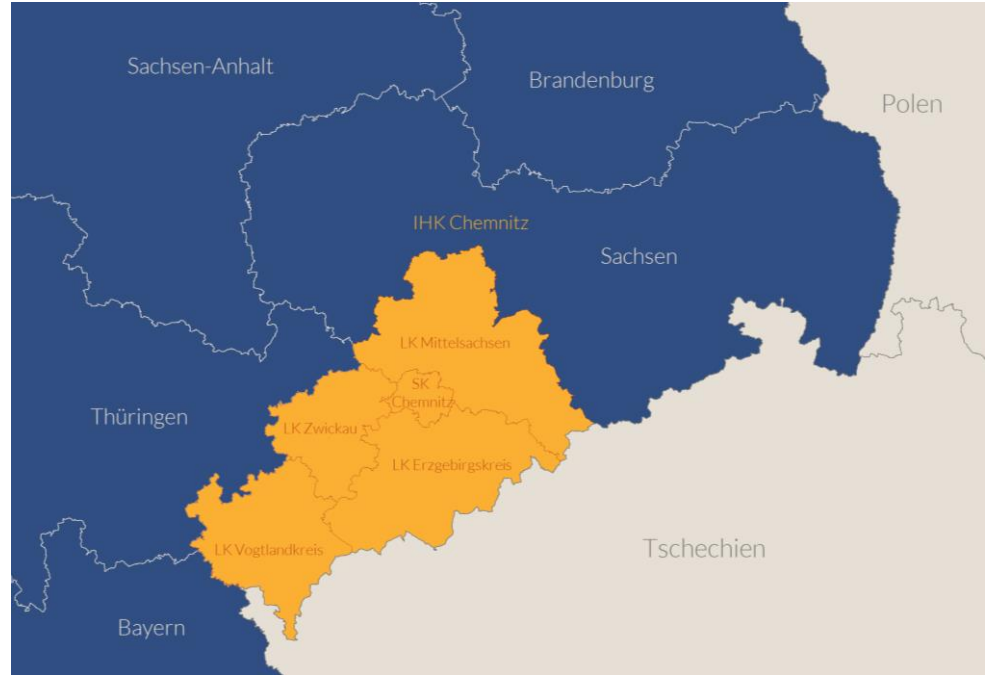 Sachsen-Anhalt
Brandenburg
Polen
IHK Chemnitz
Sachsen
LK Mittelsachsen
SK
Chemnitz
Thüringen
LK Zwickau
LK Erzgebirgskreis
LK Vogtlandkreis
Tschechien
Bayern